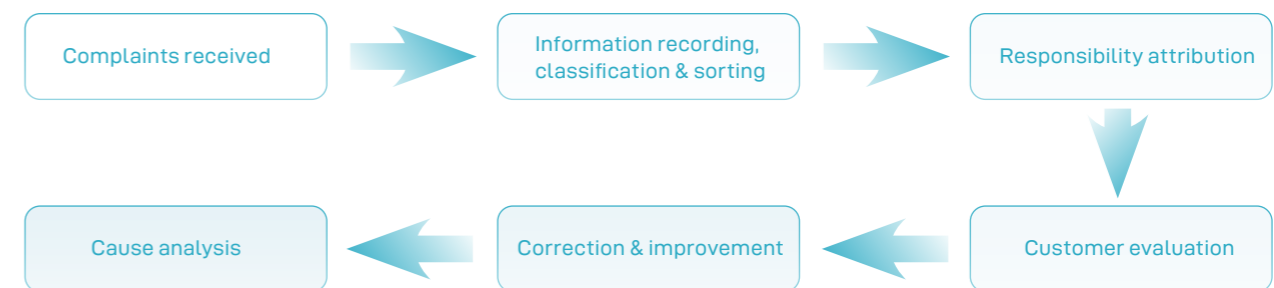 Complaints received
Information recording,
classification & sorting
Responsibility attribution
Customer evaluation
Correction & improvement
Cause analysis